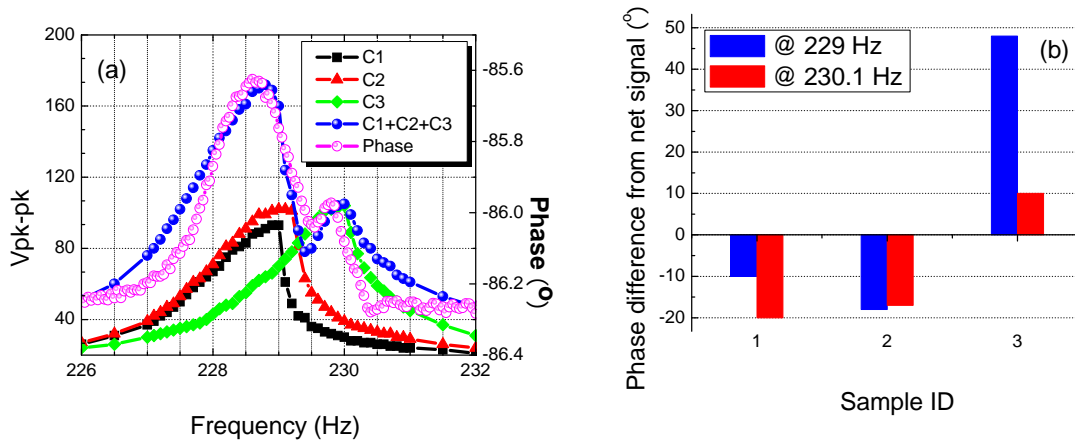 (a)
C1
C2
C3
C1+C2+C3
Phase
Vpk-pk
200
160
120
80
40
226
228
230
232
Frequency (Hz)
-85.6
-85.8
-86.0
-86.2
-86.4
Phase (O)
(b)
@ 229 Hz
@ 230.1 Hz
Phase difference from net signal (o)
50
40
30
20
10
0
-10
-20
1
2
3
Sample ID